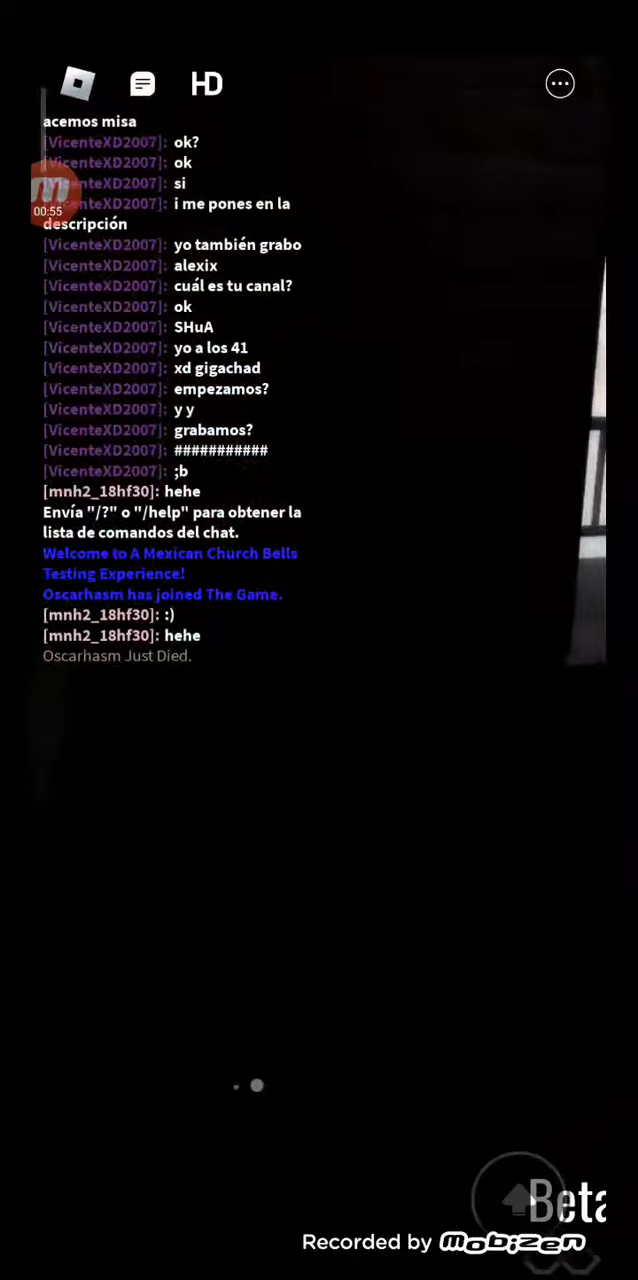 HD
acemos misa
[VicenteXD2007]: ok?
[VicenteXD2007]: ok
[VicenteXD2007]: si
[VicenteXD2007]: i me pones en la
descripción
00:55
[VicenteXD2007]: yo también grabo
[VicenteXD2007]: alexix
[VicenteXD2007]: cuál es tu canal?
[VicenteXD2007]: ok
[VicenteXD2007]: SHuA
[VicenteXD2007]: yo a los 41
[VicenteXD2007]: xd gigachad
[VicenteXD2007]: empezamos?
[VicenteXD2007]: y y
[VicenteXD2007]: grabamos?
[VicenteXD2007]: ###########
[VicenteXD2007]: ;b
[mnh2_18hf30]: hehe
Envía "/?" o "/help" para obtener la
lista de comandos del chat.
Welcome to A Mexican Church Bells
Testing Experience!
Oscarhasm has joined The Game.
[mnh2_18hf30]: :)
[mnh2_18hf30]: hehe
Oscarhasm Just Died.
Beta
Recorded by mobizen